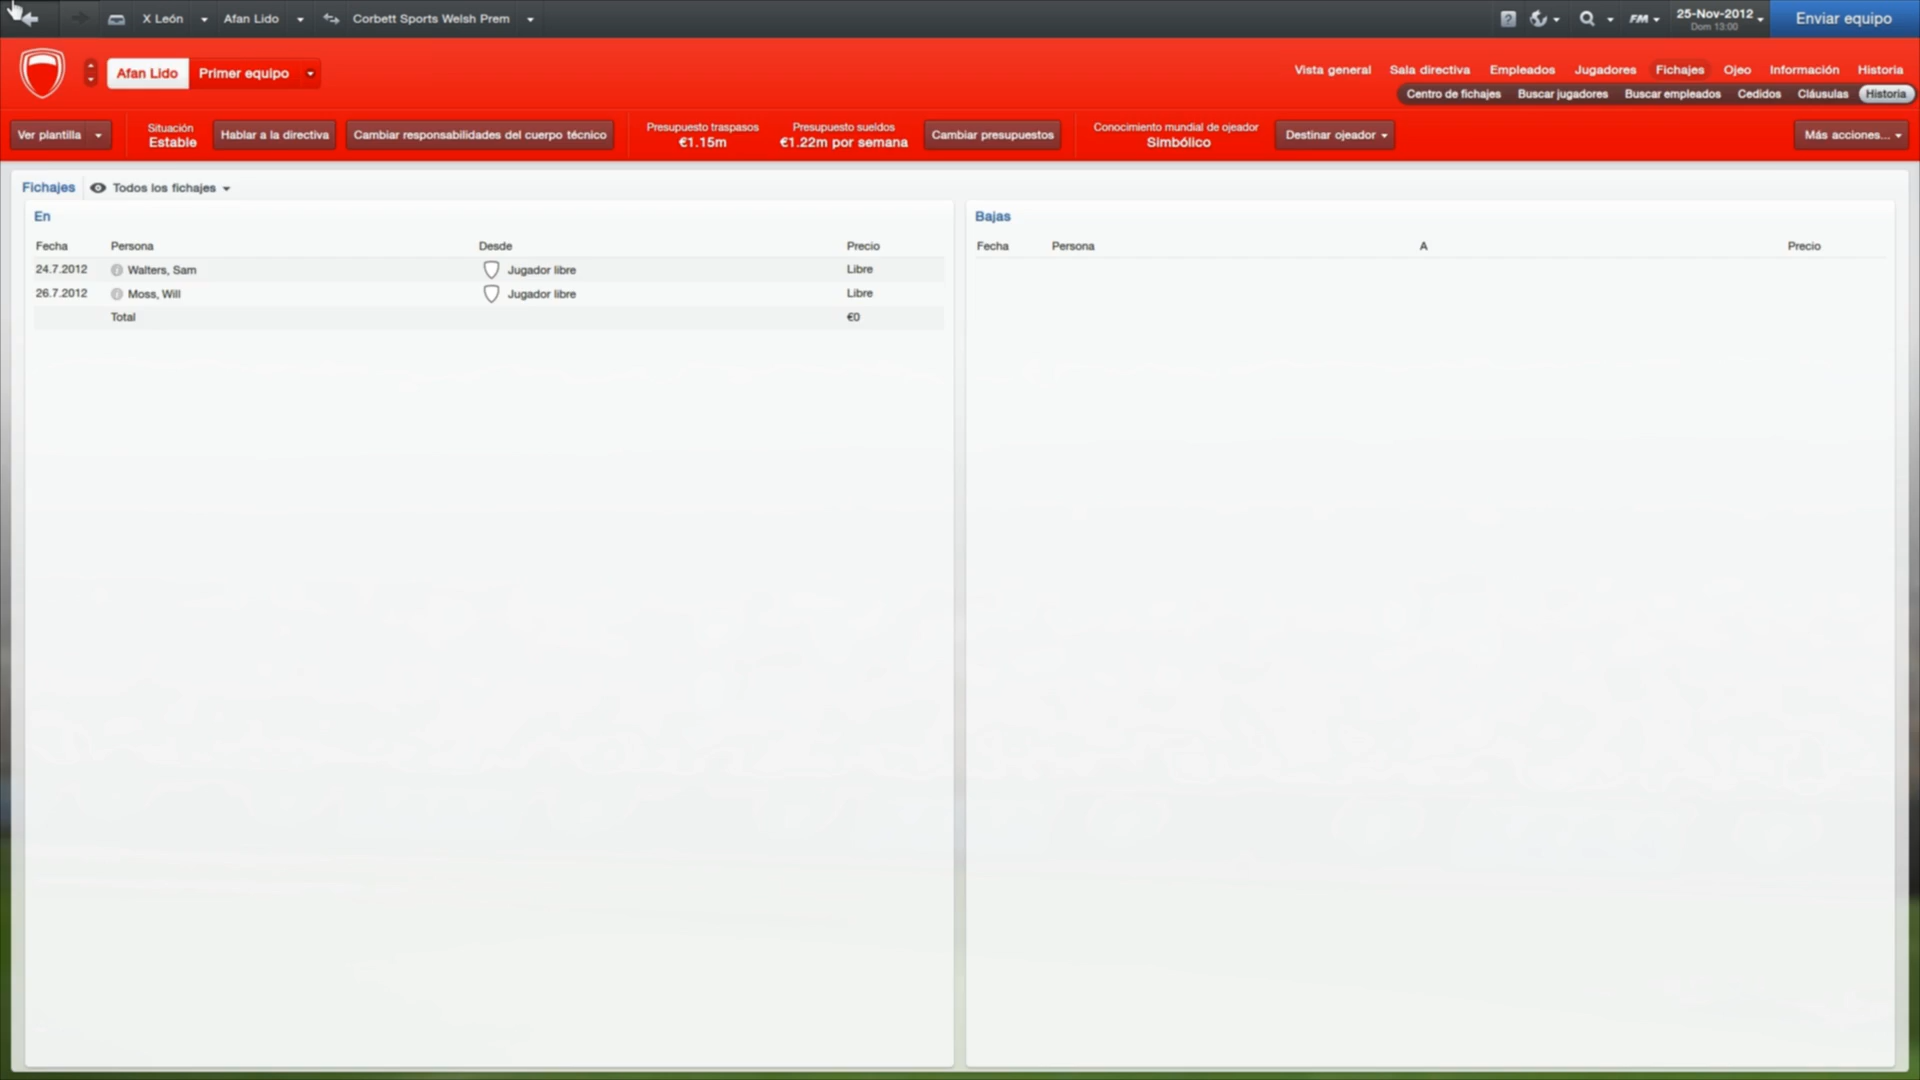 X León Afan Lido Corbett Sports Welsh Prem FM 25-Nov-2012 Enviar equipo
Dom 13:00
Afan Lido Primer equipo
Vista general Sala directiva Empleados Jugadores Fichajes Ojeo Información Historia
Centro de fichajes Buscar jugadores Buscar empleados Cedidos Cláusulas Historia
Ver plantilla Situación Hablar a la directiva Cambiar responsabilidades del cuerpo técnico Presupuesto traspasos Presupuesto sueldos Cambiar presupuestos Conocimiento mundial de ojeador Destinar ojeador Más acciones...
Estable €1.15m €1.22m por semana Simbólico
Fichajes Todos los fichajes
En
Fecha Persona Desde Precio
24.7.2012 Walters, Sam Jugador libre Libre
26.7.2012 Moss, Will Jugador libre Libre
Total €0
Bajas
Fecha Persona A Precio